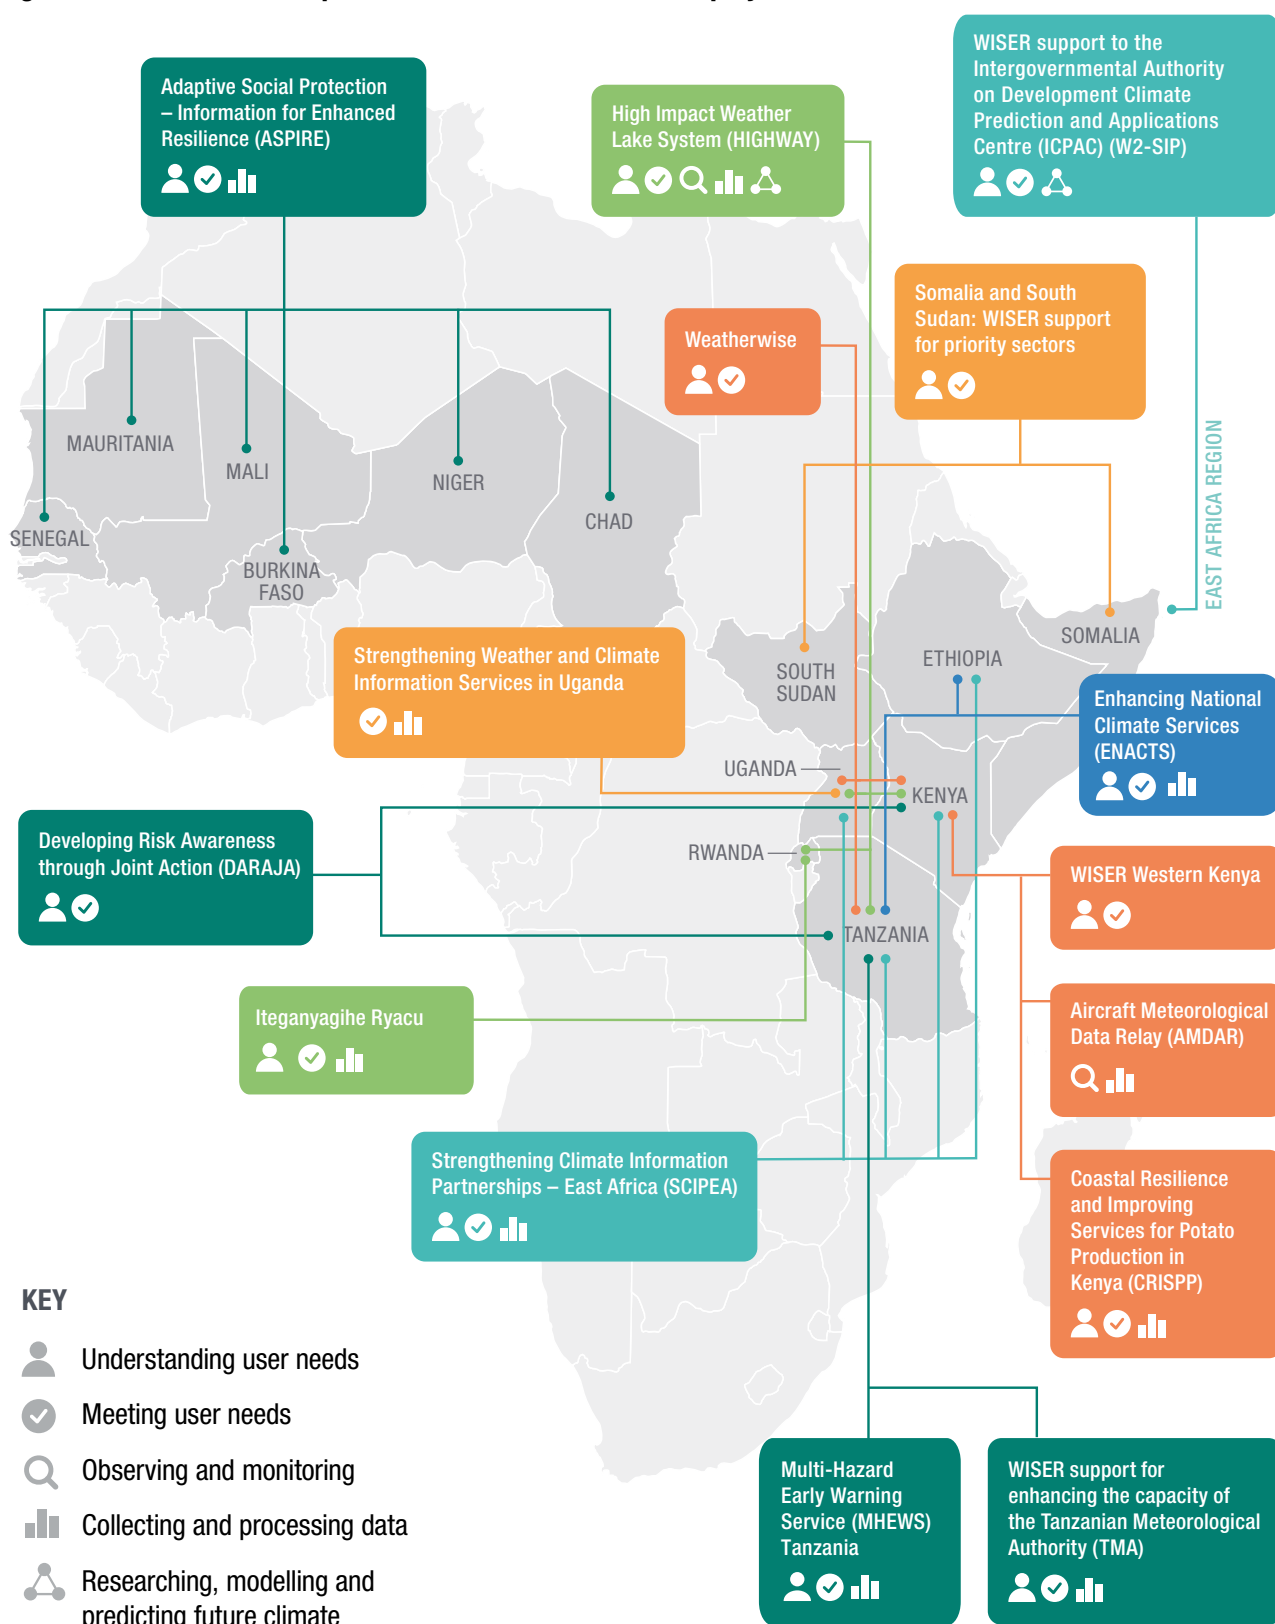 WISER support to the
Intergovernmental Authority
on Development Climate
Prediction and Applications
Centre (ICPAC) (W2-SIP)
Adaptive Social Protection
– Information for Enhanced
Resilience (ASPIRE)
High Impact Weather
Lake System (HIGHWAY)
Somalia and South
Sudan: WISER support
for priority sectors
Weatherwise
EAST AFRICA REGION
MAURITANIA
MALI
NIGER
CHAD
SENEGAL
BURKINA
FASO
SOMALIA
ETHIOPIA
SOUTH
SUDAN
Strengthening Weather and Climate
Information Services in Uganda
Enhancing National
Climate Services
(ENACTS)
UGANDA
KENYA
RWANDA
TANZANIA
Developing Risk Awareness
through Joint Action (DARAJA)
WISER Western Kenya
Iteganyagihe Ryacu
Aircraft Meteorological
Data Relay (AMDAR)
Strengthening Climate Information
Partnerships – East Africa (SCIPEA)
Coastal Resilience
and Improving
Services for Potato
Production in
Kenya (CRISPP)
KEY
Understanding user needs
Meeting user needs
Observing and monitoring
Collecting and processing data
Researching, modelling and
predicting future climate
Multi-Hazard
Early Warning
Service (MHEWS)
Tanzania
WISER support for
enhancing the capacity of
the Tanzanian Meteorological
Authority (TMA)